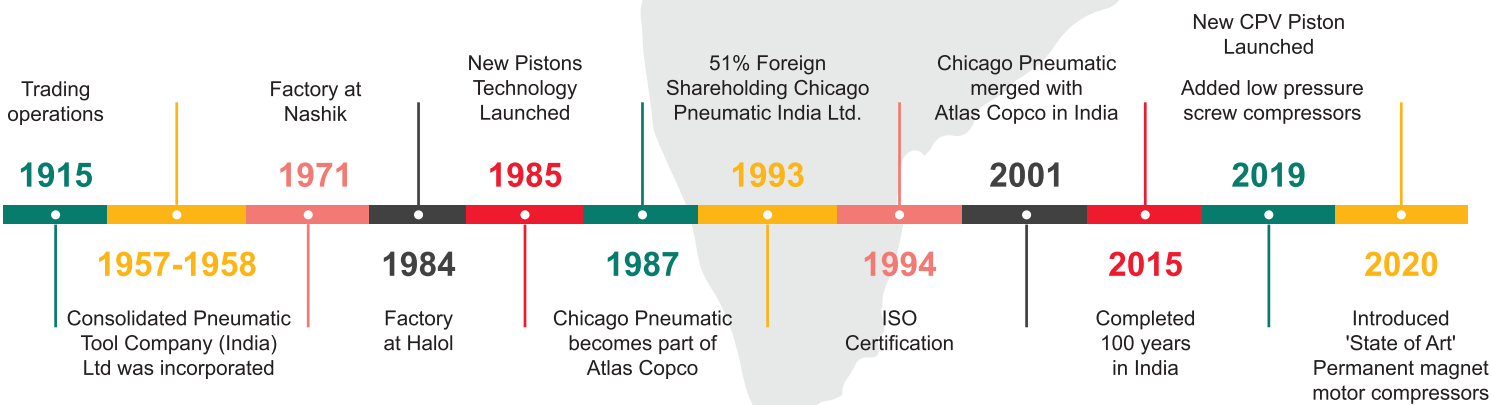 Trading
operations
1915
1957-1958
Consolidated Pneumatic
Tool Company (India)
Ltd was incorporated
Factory at
Nashik
1971
1984
Factory
at Halol
New Pistons
Technology
Launched
1985
1987
Chicago Pneumatic
becomes part of
Atlas Copco
51% Foreign
Shareholding Chicago
Pneumatic India Ltd.
1993
1994
ISO
Certification
Chicago Pneumatic
merged with
Atlas Copco in India
2001
2015
Completed
100 years
in India
New CPV Piston
Launched
Added low pressure
screw compressors
2019
2020
Introduced
'State of Art'
Permanent magnet
motor compressors